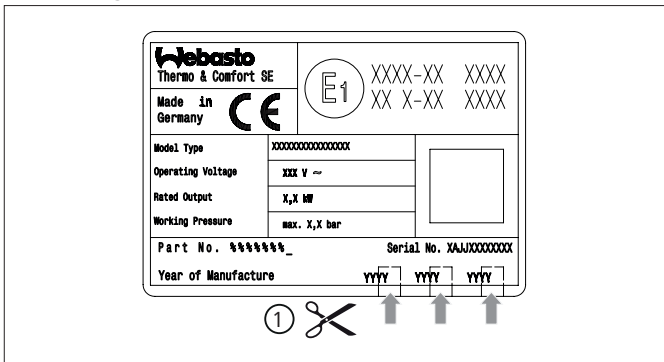 Webasto
Thermo & Comfort SE
Made in
Germany
CE
E1
XXXX-XX XXXX
XX X-XX XXXX
Model Type XXXXXXXXXXXXXXXX
Operating Voltage XXX V ~
Rated Output X,X kW
Working Pressure max. X,X bar
Part No. %%%%%%%_ Serial No. XAJJXXXXXXXX
Year of Manufacture YYYY YYYY YYYY
1